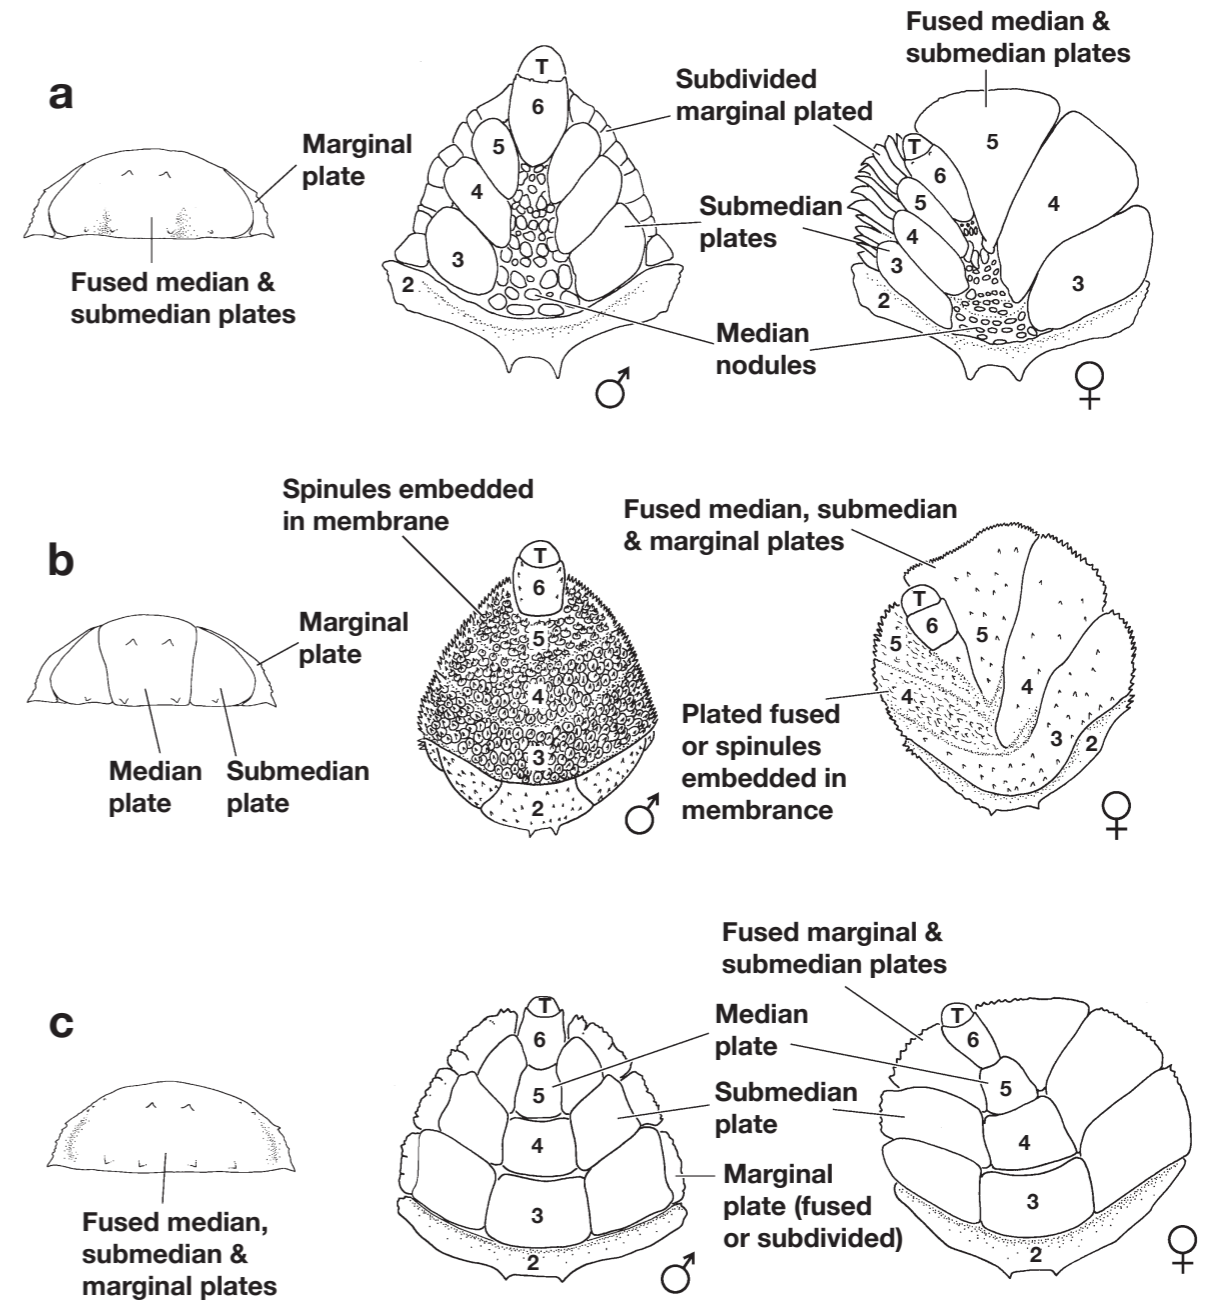 a
Marginal
plate
Fused median &
submedian plates
T
6
5
4
3
2
Subdivided
marginal plated
Submedian
plates
Median
nodules
♂
Fused median &
submedian plates
T
6
5
4
3
2
5
4
3
♀
b
Marginal
plate
Median
plate
Submedian
plate
Spinules embedded
in membrane
T
6
5
4
3
2
♂
Fused median, submedian
& marginal plates
Plated fused
or spinules
embedded in
membrance
T
6
5
4
5
4
3
2
♀
c
Fused median,
submedian &
marginal plates
T
6
5
4
3
2
♂
Fused marginal &
submedian plates
Median
plate
Submedian
plate
Marginal
plate (fused
or subdivided)
T
6
5
4
3
2
♀